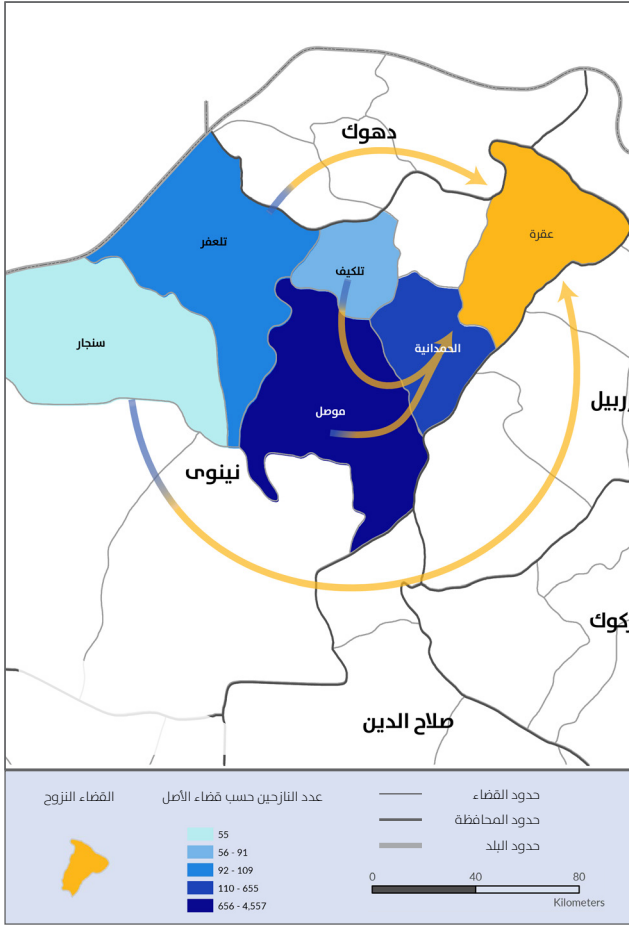 دهوك
عقرة
تلعفر
تلكيف
سنجار
الحمدانية
ربيل
موصل
نينوى
ركوك
صلاح الدين
القضاء النزوح
عدد النازحين حسب قضاء الأصل
55
56 - 91
92 - 109
110 - 655
656 - 4,557
حدود القضاء
حدود المحافظة
حدود البلد
0 40 80
Kilometers